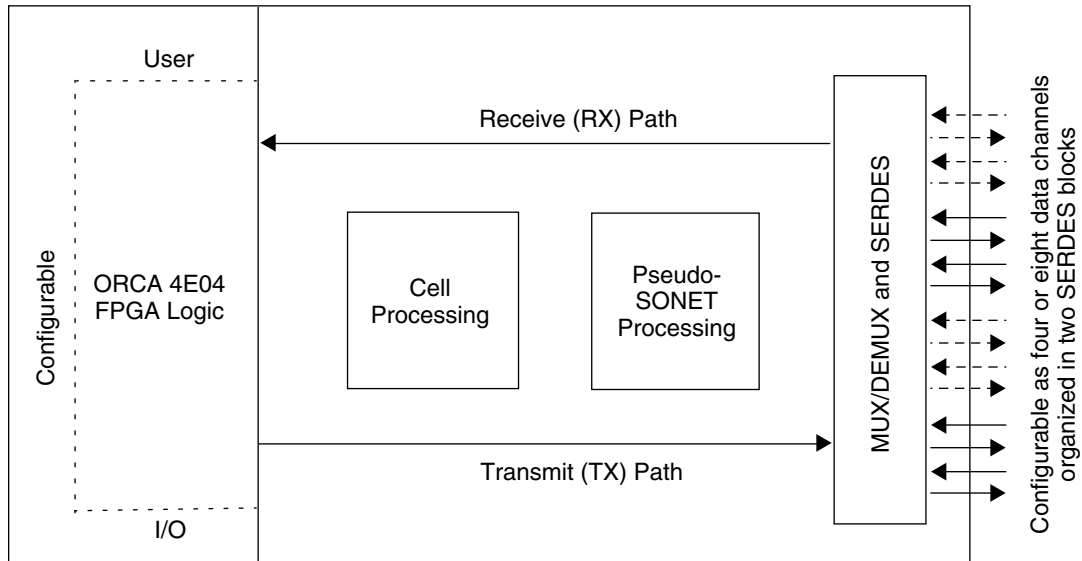 User
Configurable
ORCA 4E04
FPGA Logic
I/O
Receive (RX) Path
Cell
Processing
Pseudo-
SONET
Processing
Transmit (TX) Path
MUX/DEMUX and SERDES
Configurable as four or eight data channels
organized in two SERDES blocks